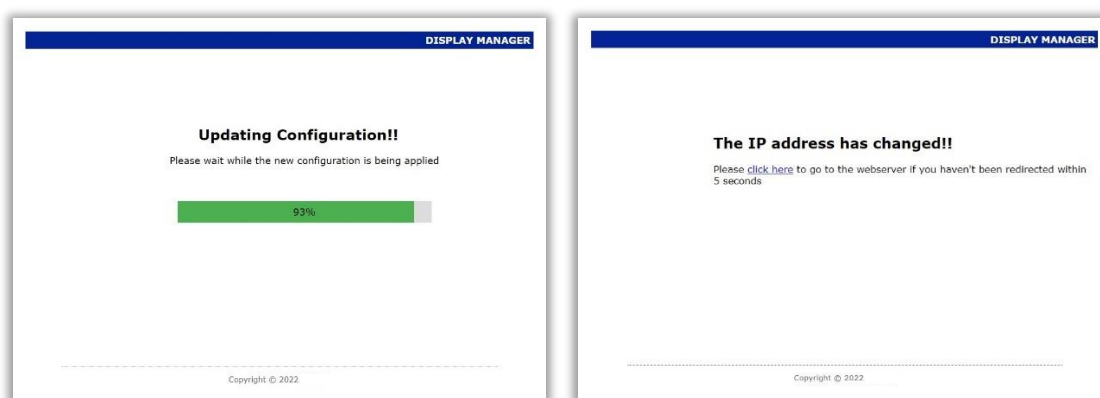 DISPLAY MANAGER
Updating Configuration!!
Please wait while the new configuration is being applied
93%
Copyright © 2022
DISPLAY MANAGER
The IP address has changed!!
Please click here to go to the webserver if you haven't been redirected within
5 seconds
Copyright © 2022